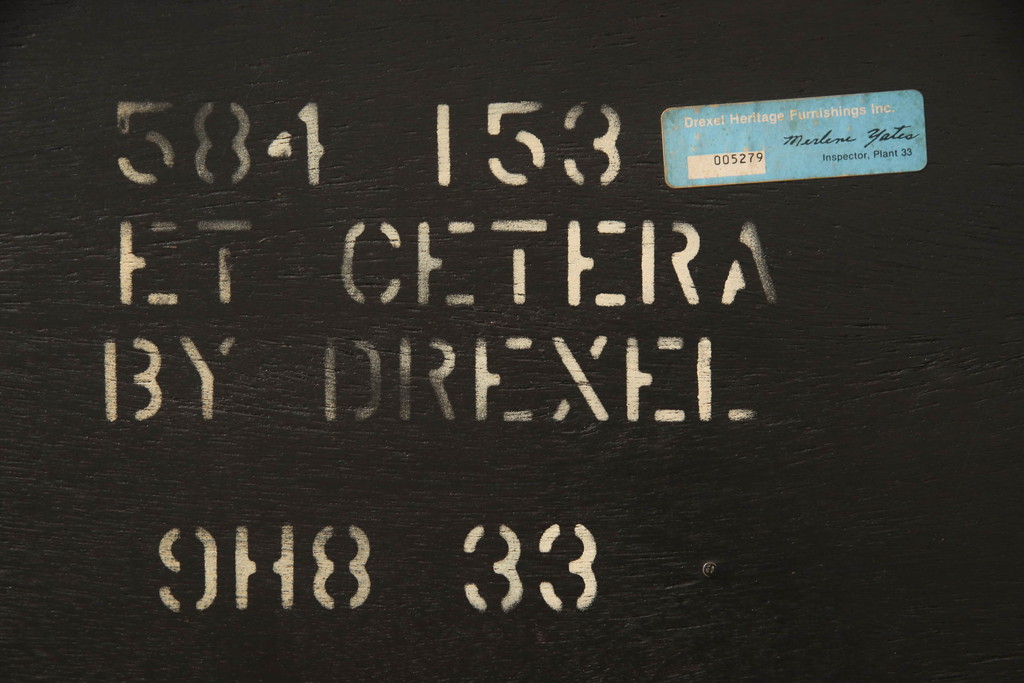 584 153
Drexel Heritage Furnishings Inc.
Merlene Yates
005279
Inspector, Plant 33
ET CETERA
BY DREXEL
9H8 33